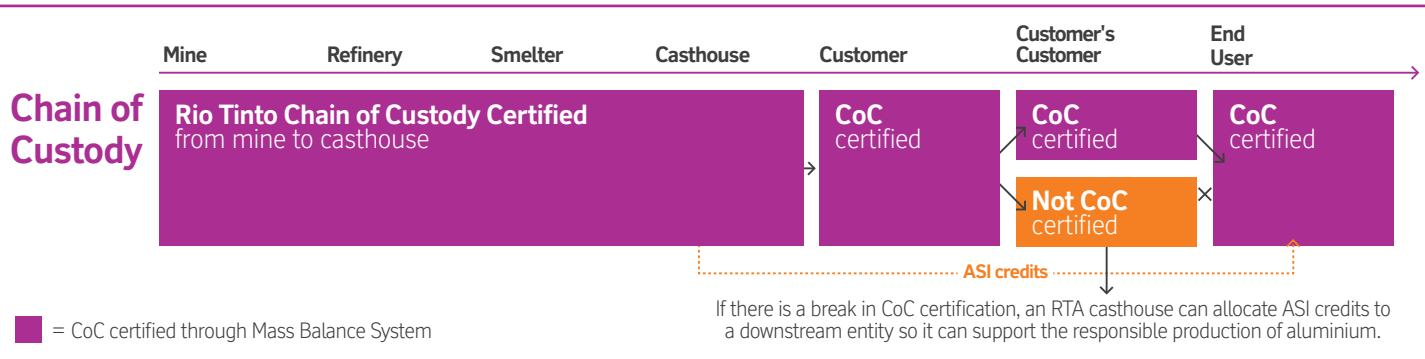 Mine
Refinery
Smelter
Casthouse
Customer
Customer's
Customer
End
User
Chain of
Custody
Rio Tinto Chain of Custody Certified
from mine to casthouse
CoC
certified
CoC
certified
Not CoC
certified
CoC
certified
ASI credits
If there is a break in CoC certification, an RTA casthouse can allocate ASI credits to
a downstream entity so it can support the responsible production of aluminium.
= CoC certified through Mass Balance System